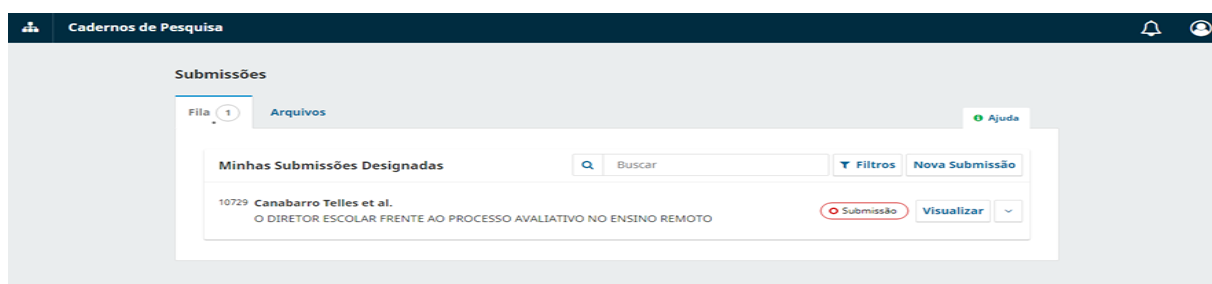 Cadernos de Pesquisa
Submissões
Fila 1 Arquivos
Ajuda
Minhas Submissões Designadas Buscar Filtros Nova Submissão
10729 Canabarro Telles et al.
O DIRETOR ESCOLAR FRENTE AO PROCESSO AVALIATIVO NO ENSINO REMOTO
Submissão Visualizar